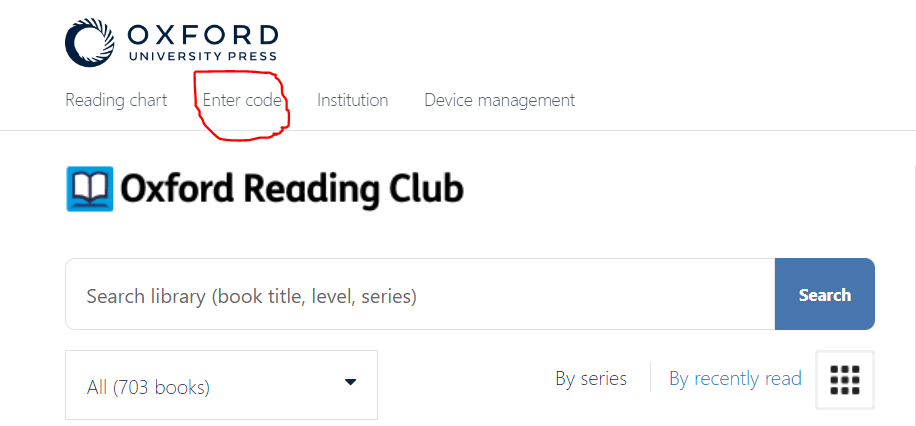 OXFORD
UNIVERSITY PRESS
Reading chart Enter code Institution Device management
Oxford Reading Club
Search library (book title, level, series) Search
All (703 books) By series By recently read